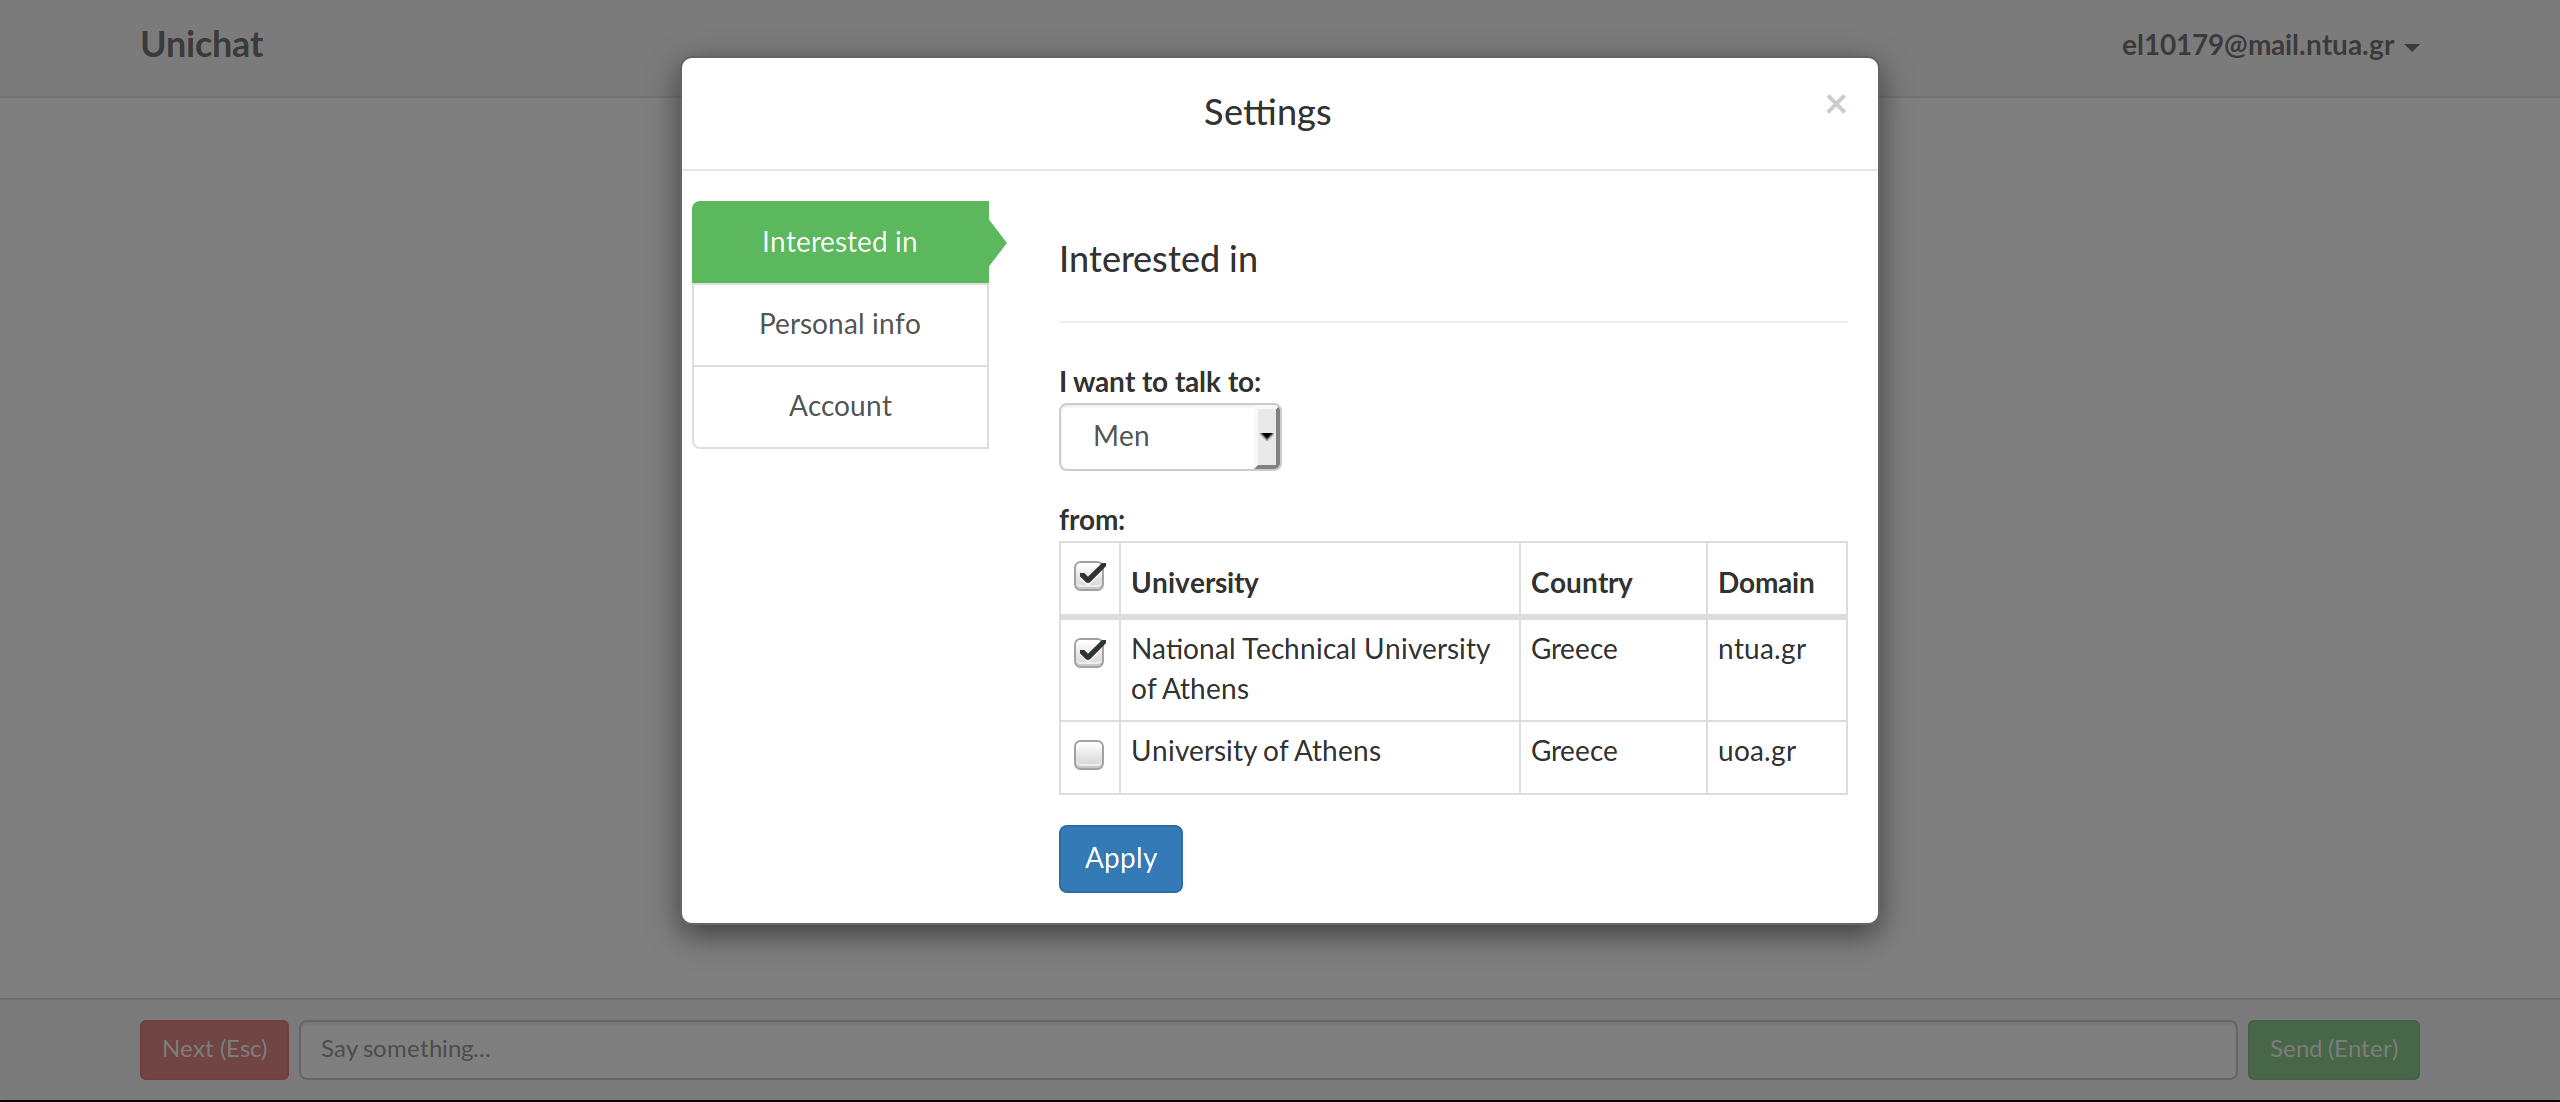 Unichat
el10179@mail.ntua.gr
Settings
×
Interested in
Personal info
Account
Interested in
I want to talk to:
Men
from:
University Country Domain
National Technical University Greece ntua.gr
of Athens
University of Athens Greece uoa.gr
Apply
Next (Esc) Say something... Send (Enter)